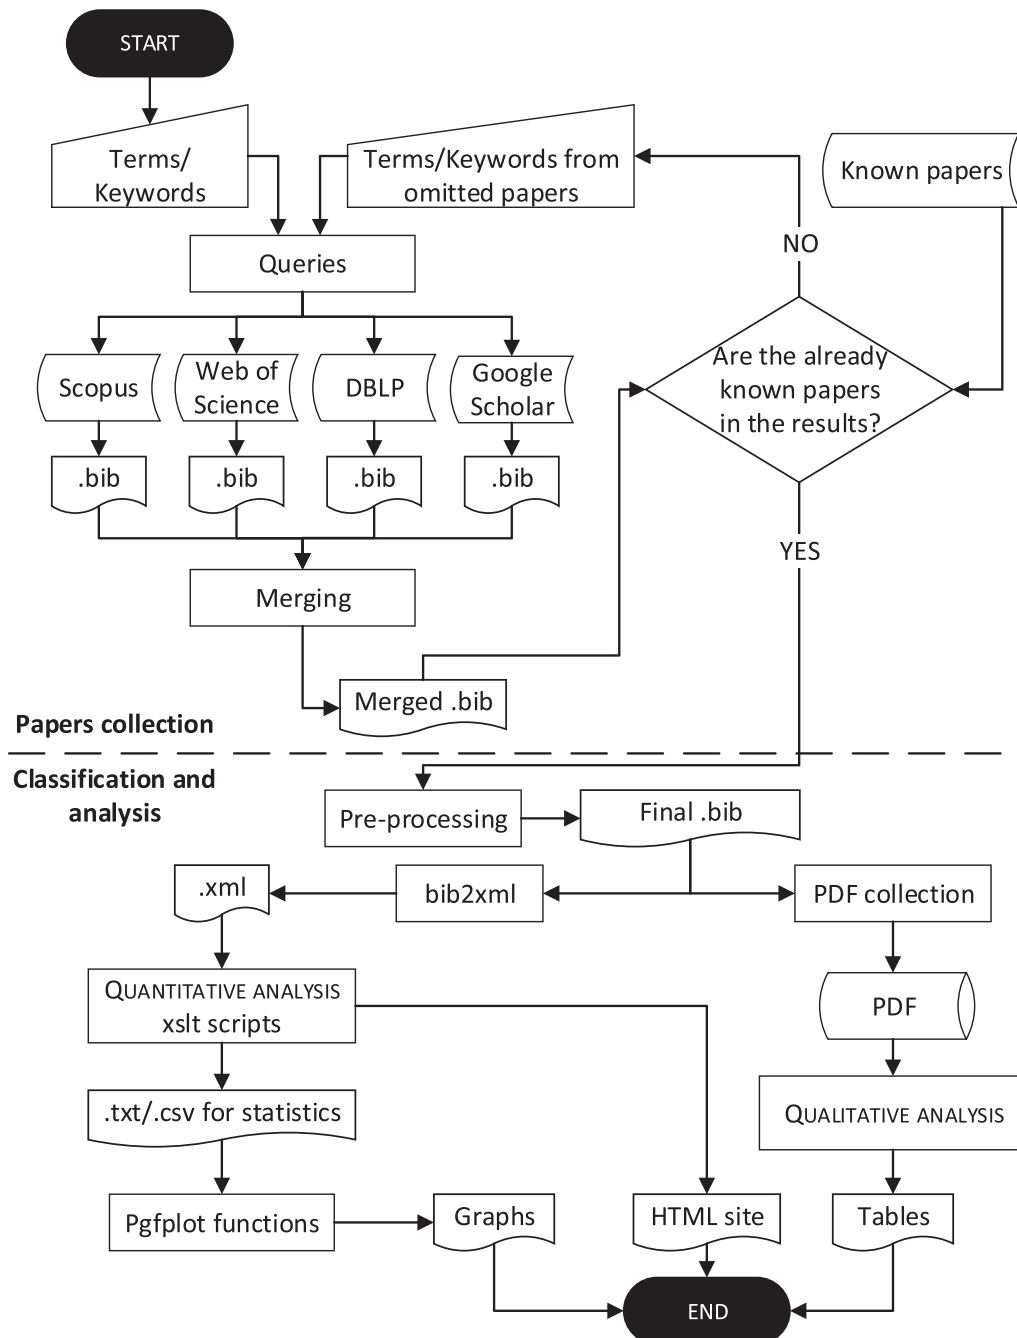 START
Terms/
Keywords
Terms/Keywords from
omitted papers
Known papers
NO
Queries
Are the already
known papers
in the results?
Scopus
Web of
Science
DBLP
Google
Scholar
.bib
.bib
.bib
.bib
YES
Merging
Merged .bib
Papers collection
Classification and
analysis
Pre-processing
Final .bib
.xml
bib2xml
PDF collection
QUANTITATIVE ANALYSIS
xslt scripts
PDF
.txt/.csv for statistics
QUALITATIVE ANALYSIS
Pgfplot functions
Graphs
HTML site
Tables
END